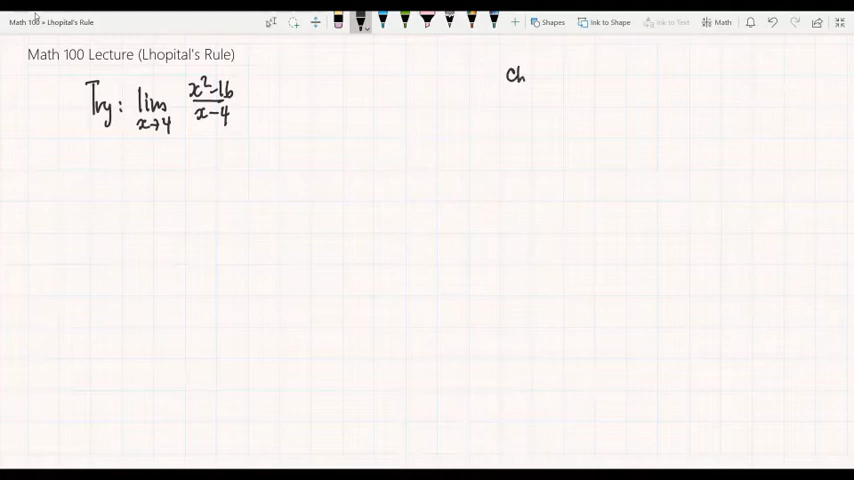 Math 100 » Lhopital's Rule
Shapes Ink to Shape Ink to Text Math
Math 100 Lecture (Lhopital's Rule)
Try: lim x→4 x²-16 / x-4
Ch